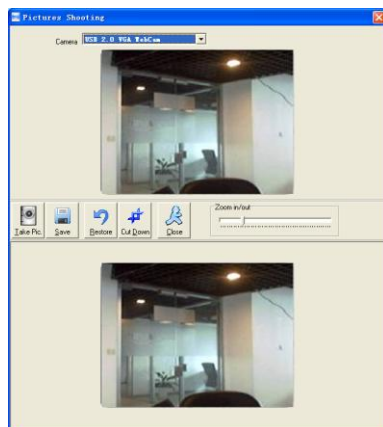 Pictures Shooting
Camera USB 2.0 VGA WebCam
Zoom in/out
Take Pic. Save Restore Cut Down Close